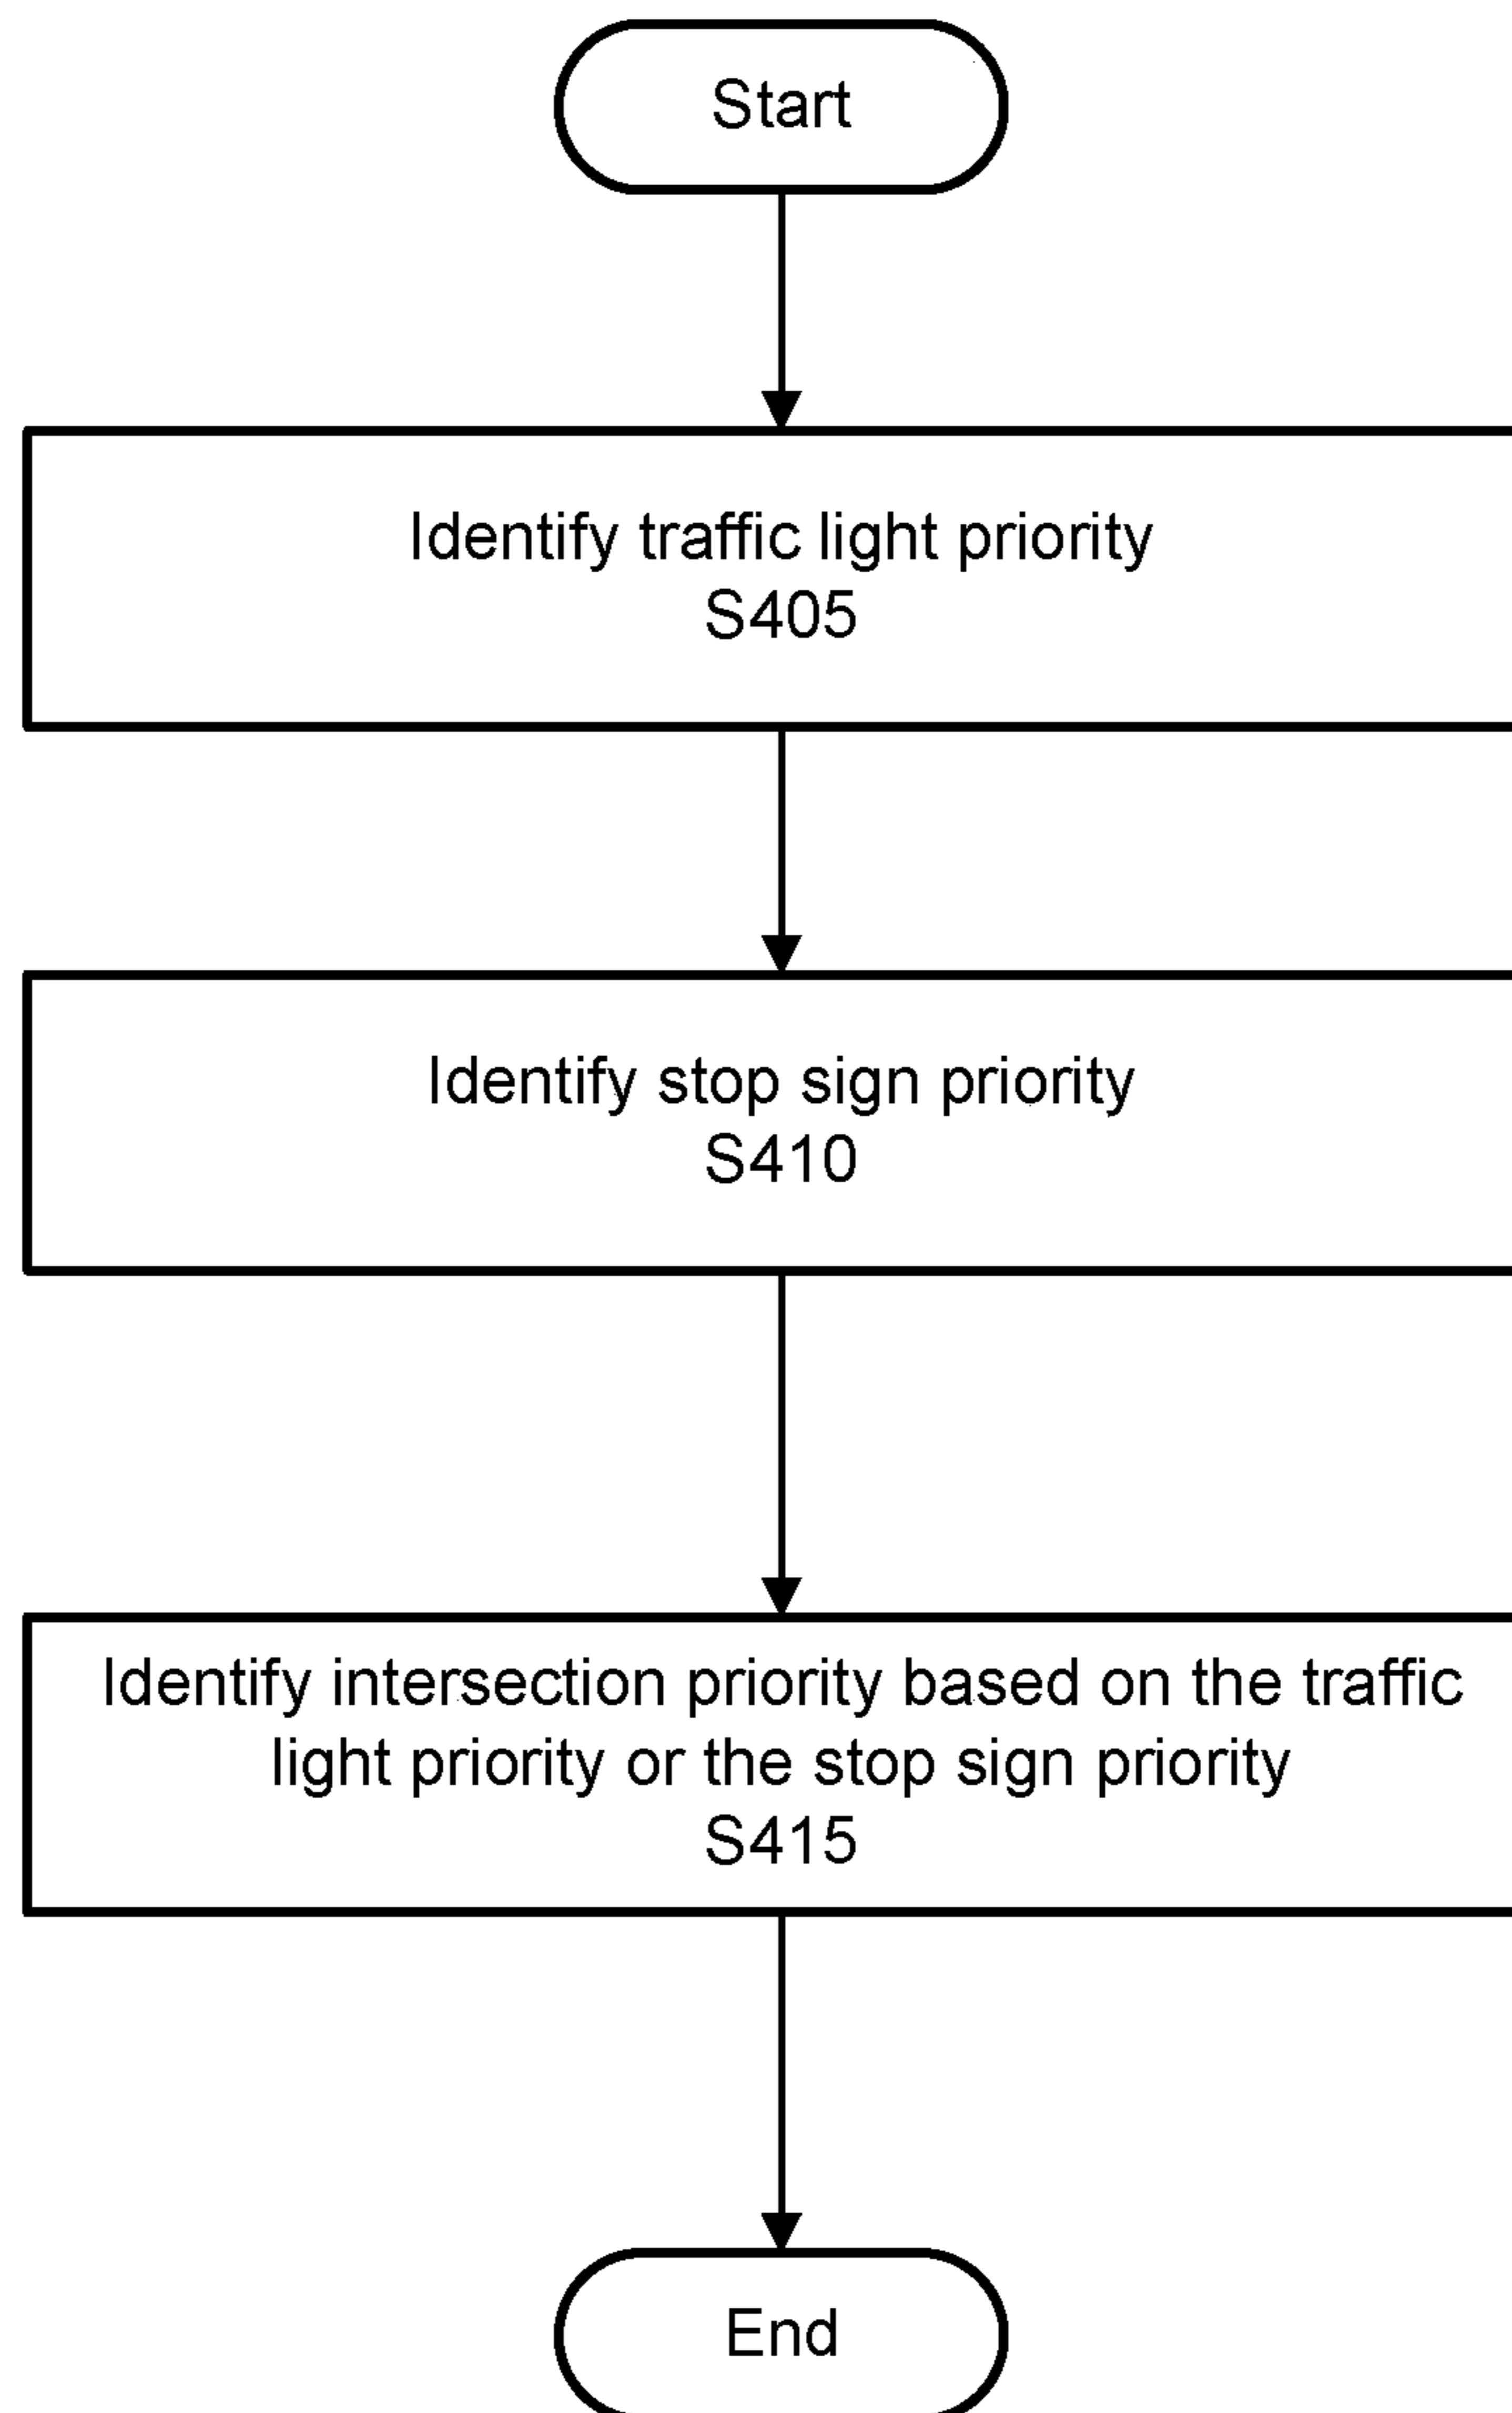 Start
Identify traffic light priority
S405
Identify stop sign priority
S410
Identify intersection priority based on the traffic
light priority or the stop sign priority
S415
End